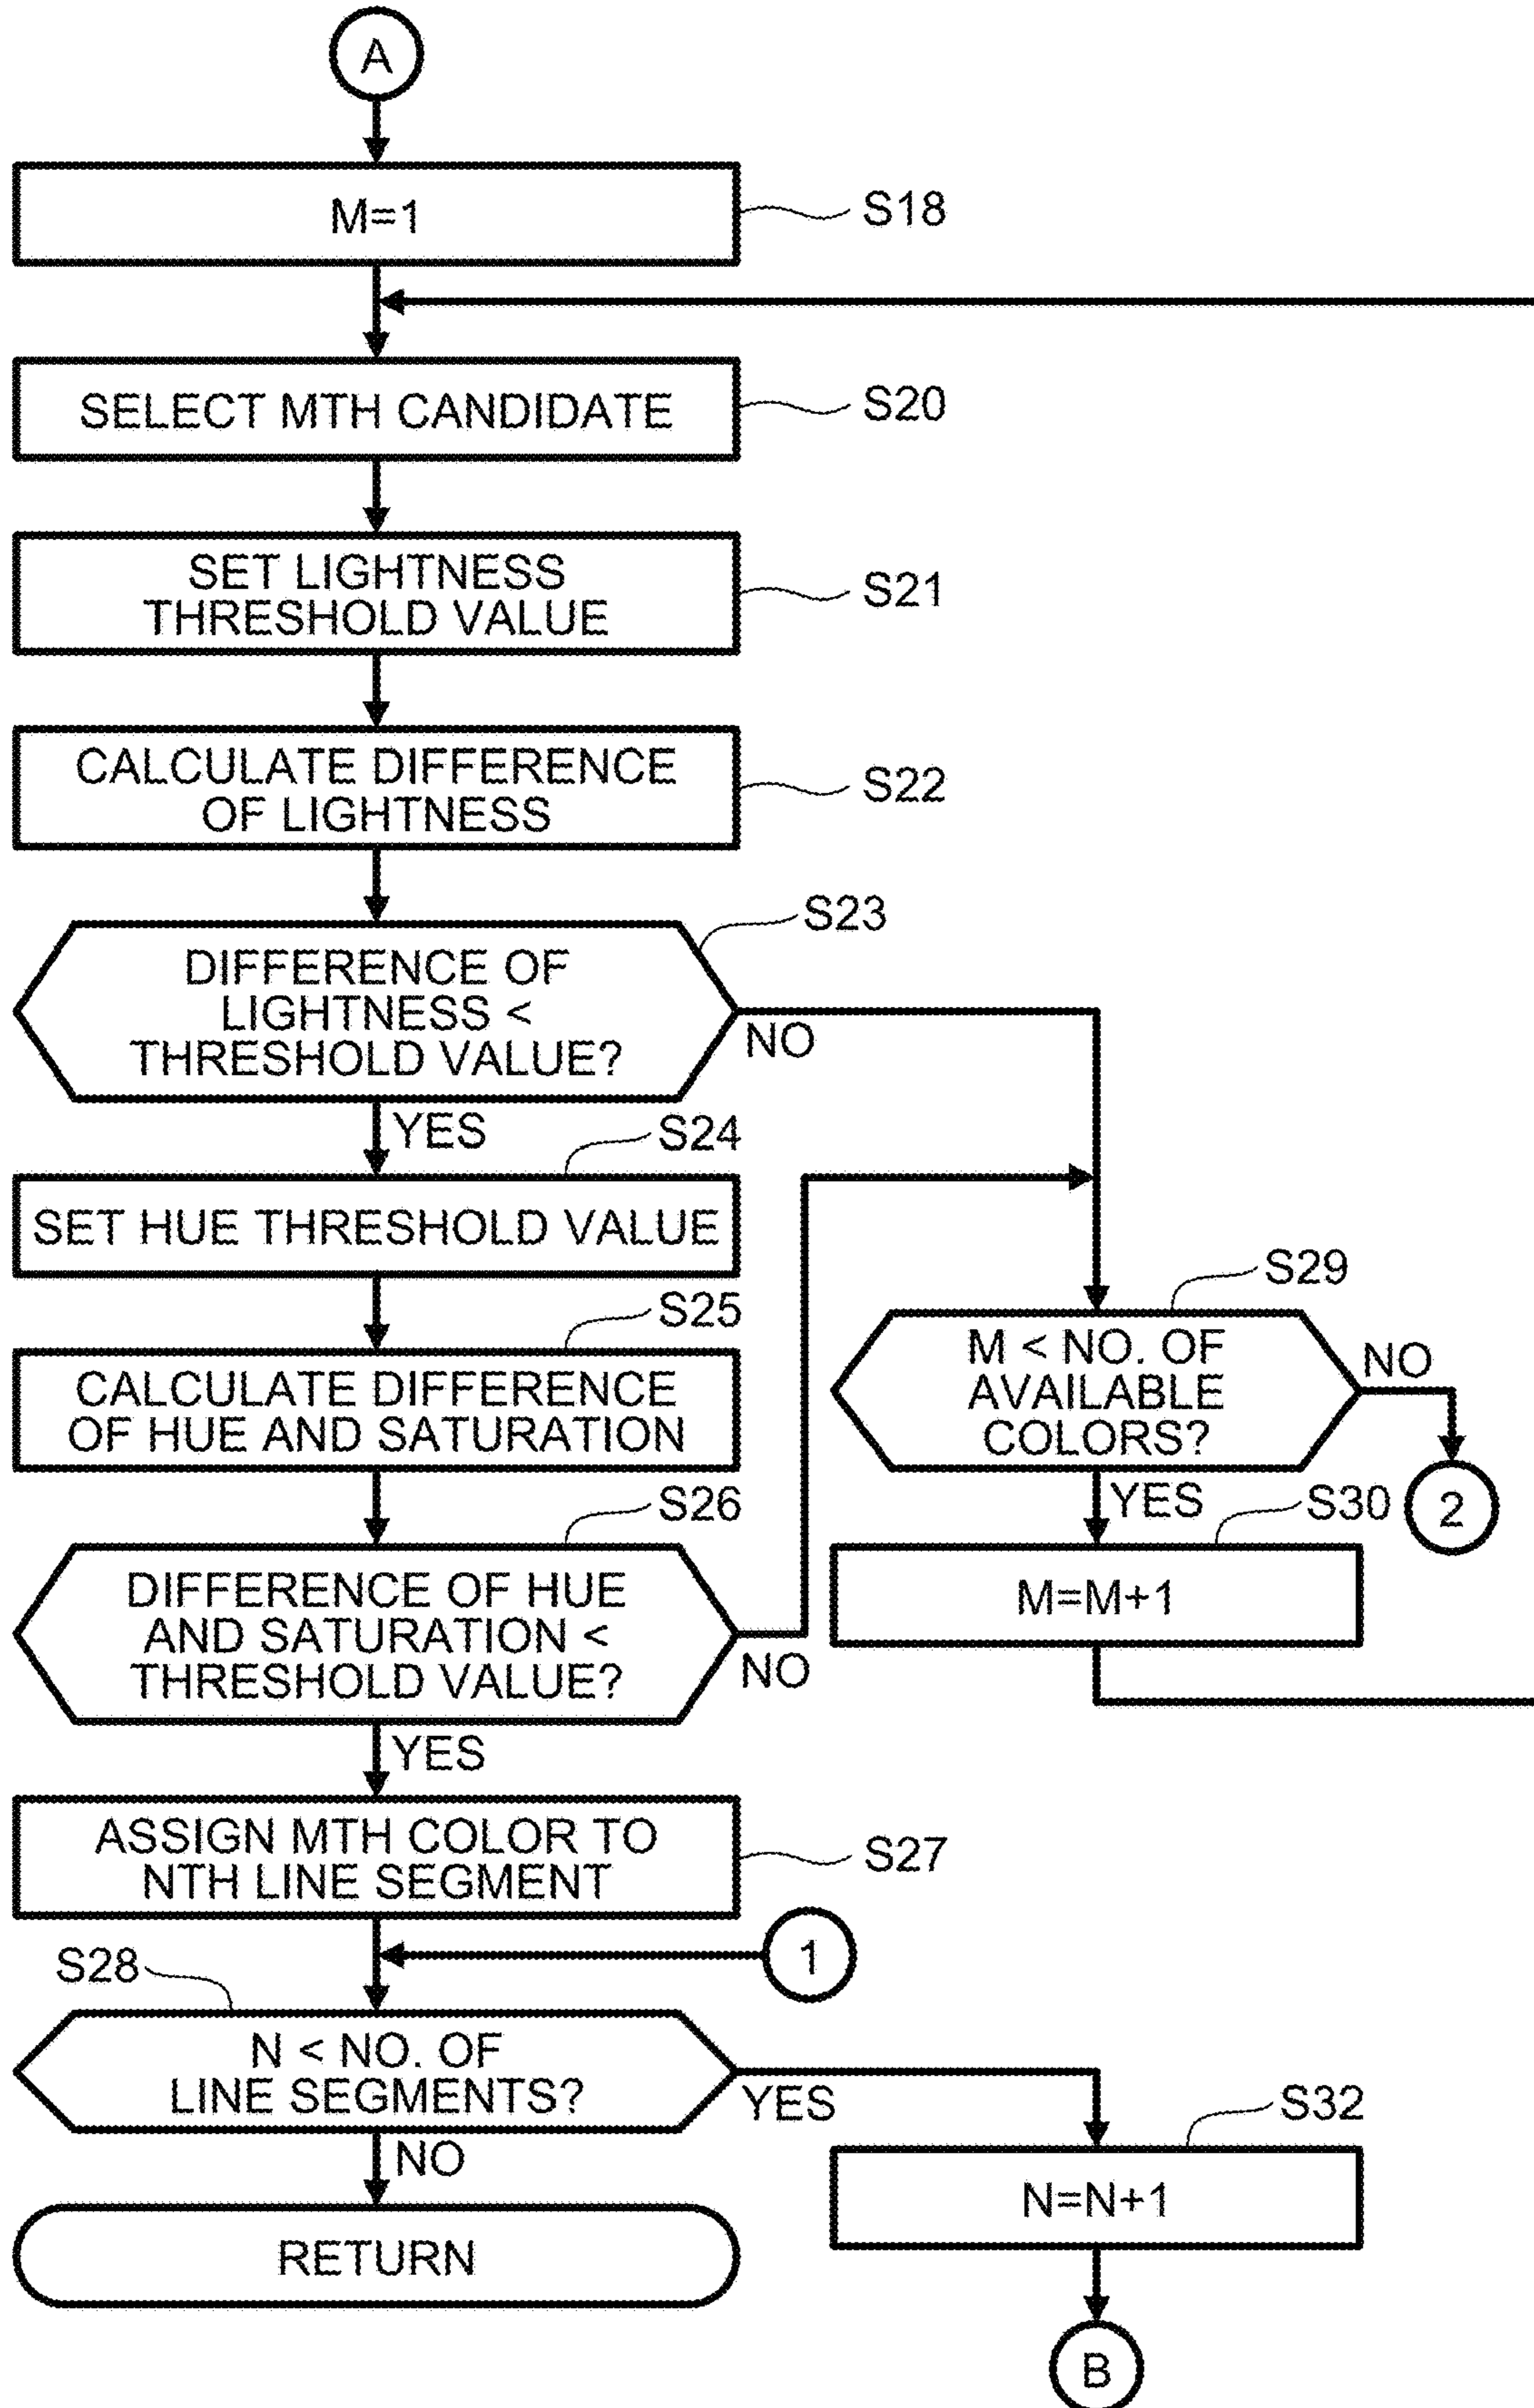 A
M=1
S18
SELECT MTH CANDIDATE
S20
SET LIGHTNESS
THRESHOLD VALUE
S21
CALCULATE DIFFERENCE
OF LIGHTNESS
S22
S23
DIFFERENCE OF
LIGHTNESS <
THRESHOLD VALUE?
NO
YES
S24
SET HUE THRESHOLD VALUE
S25
CALCULATE DIFFERENCE
OF HUE AND SATURATION
S26
DIFFERENCE OF HUE
AND SATURATION <
THRESHOLD VALUE?
NO
YES
S29
M < NO. OF
AVAILABLE
COLORS?
NO
2
YES
S30
M=M+1
ASSIGN MTH COLOR TO
NTH LINE SEGMENT
S27
1
S28
N < NO. OF
LINE SEGMENTS?
YES
NO
S32
N=N+1
RETURN
B